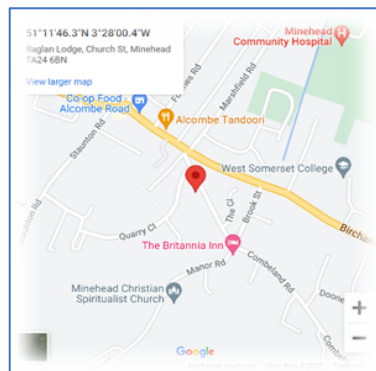 51°11'46.3"N 3°28'00.4"W
Raglan Lodge, Church St, Minehead
TA24 6BN
View larger map
Minehead
Community Hospital
Co-op Food -
Alcombe Road
Alcombe Tandoori
Marshfield Rd
Staunton Rd
West Somerset College
Quarry Cl
The Cl
Brook St
The Britannia Inn
Bircham
Manor Rd
Combeland Rd
Minehead Christian
Spiritualist Church
Doone
+
−
Google